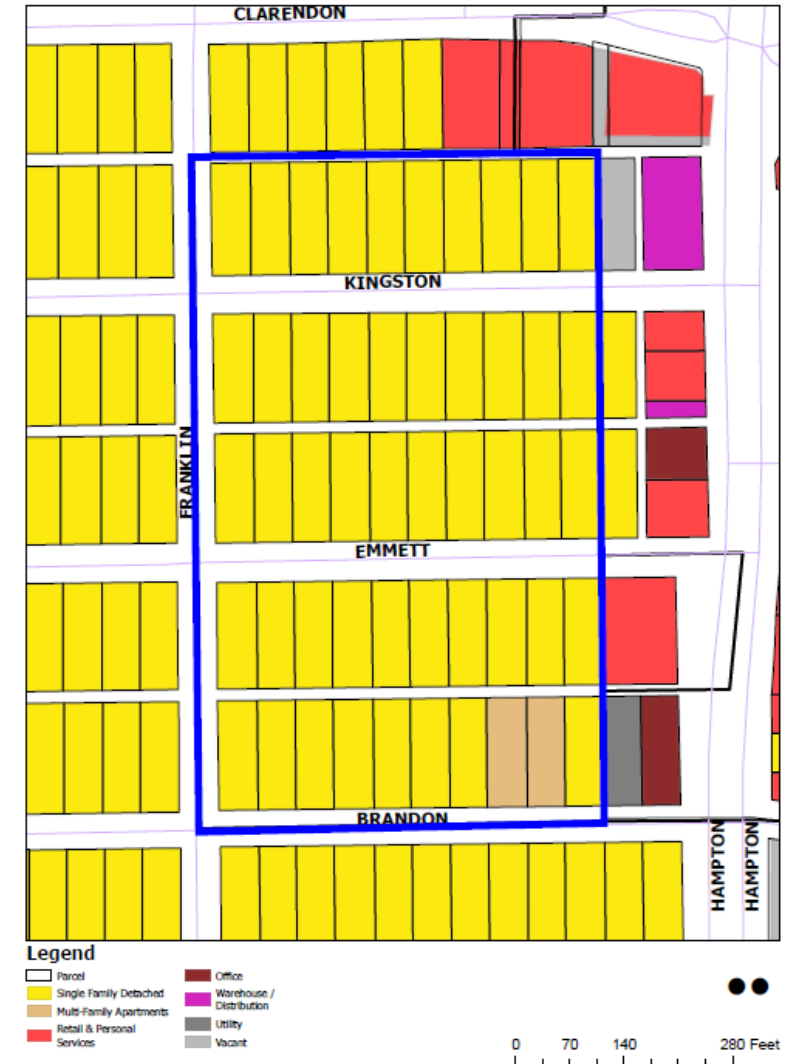 CLARENDON
KINGSTON
FRANKLIN
EMMETT
BRANDON
HAMPTON
HAMPTON
Legend
Parcel
Single Family Detached
Multi-Family Apartments
Retail & Personal
Services
Office
Warehouse /
Distribution
Utility
Vacant
0 70 140 280 Feet